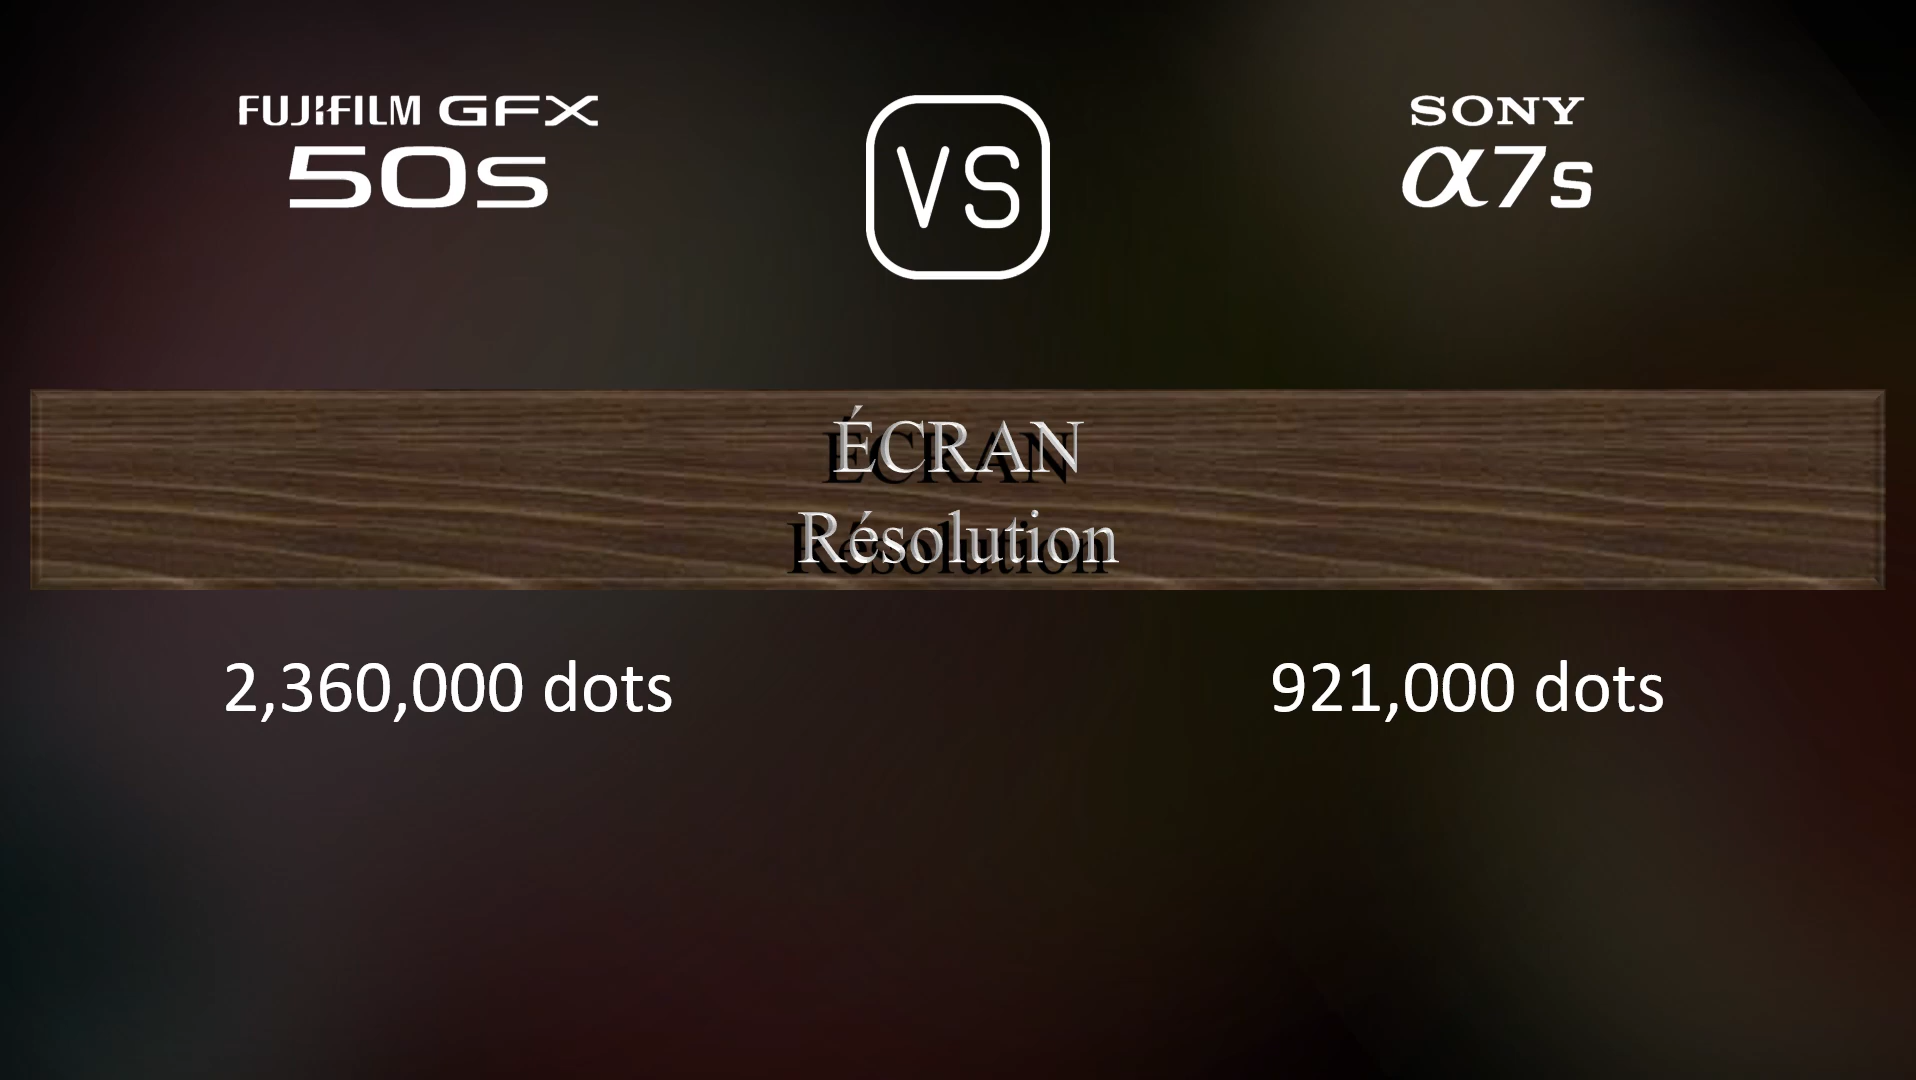 FUJIFILM GFX
50s
VS
SONY
α7s
ÉCRAN
Résolution
2,360,000 dots
921,000 dots